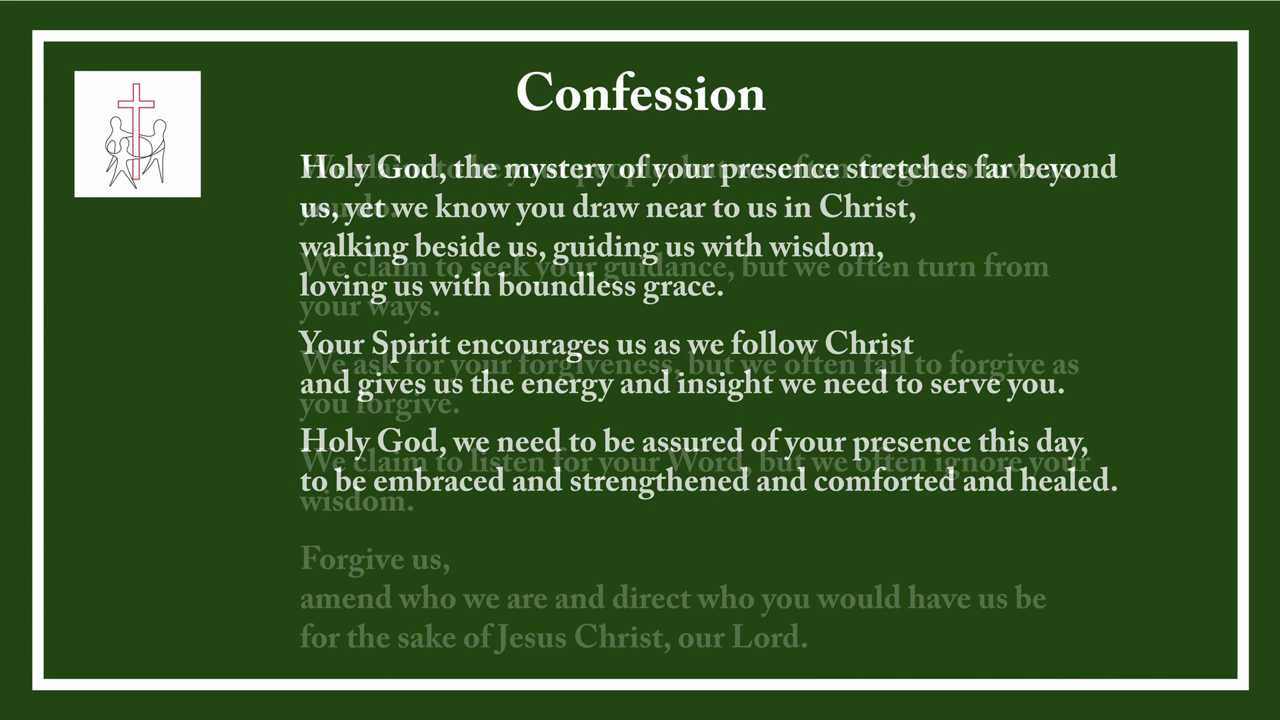 Confession
Holy God, the mystery of your presence stretches far beyond
us, yet we know you draw near to us in Christ,
walking beside us, guiding us with wisdom,
loving us with boundless grace.
Your Spirit encourages us as we follow Christ
and gives us the energy and insight we need to serve you.
Holy God, we need to be assured of your presence this day,
to be embraced and strengthened and comforted and healed.
We claim to seek your guidance, but we often turn from
your ways.
We ask for your forgiveness, but we often fail to forgive as
you forgive.
We claim to listen for your Word, but we often ignore your
wisdom.
Forgive us,
amend who we are and direct who you would have us be
for the sake of Jesus Christ, our Lord.